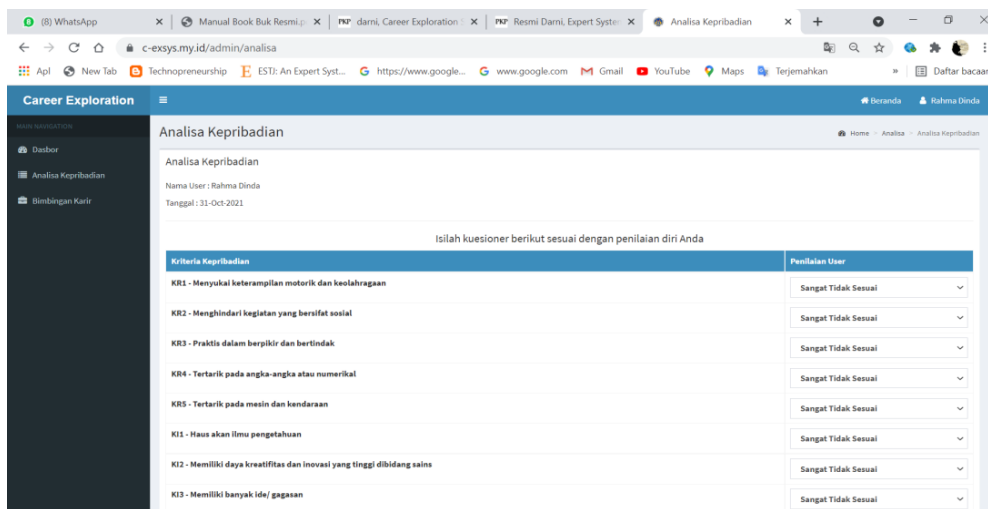 (8) WhatsApp
Manual Book Buk Resmi.p
darni, Career Exploration S
Resmi Darni, Expert System
Analisa Kepribadian
c-exsys.my.id/admin/analisa
Apl
New Tab
Technopreneurship
ESTJ: An Expert Syst...
https://www.google...
www.google.com
Gmail
YouTube
Maps
Terjemahkan
»
Daftar bacaan
Career Exploration
Beranda
Rahma Dinda
MAIN NAVIGATION
Analisa Kepribadian
Home > Analisa > Analisa Kepribadian
Dasbor
Analisa Kepribadian
Bimbingan Karir
Analisa Kepribadian
Nama User : Rahma Dinda
Tanggal : 31-Oct-2021
Isilah kuesioner berikut sesuai dengan penilaian diri Anda
Kriteria Kepribadian Penilaian User
KR1 - Menyukai keterampilan motorik dan keolahragaan Sangat Tidak Sesuai
KR2 - Menghindari kegiatan yang bersifat sosial Sangat Tidak Sesuai
KR3 - Praktis dalam berpikir dan bertindak Sangat Tidak Sesuai
KR4 - Tertarik pada angka-angka atau numerikal Sangat Tidak Sesuai
KR5 - Tertarik pada mesin dan kendaraan Sangat Tidak Sesuai
KI1 - Haus akan ilmu pengetahuan Sangat Tidak Sesuai
KI2 - Memiliki daya kreatifitas dan inovasi yang tinggi dibidang sains Sangat Tidak Sesuai
KI3 - Memiliki banyak ide/ gagasan Sangat Tidak Sesuai